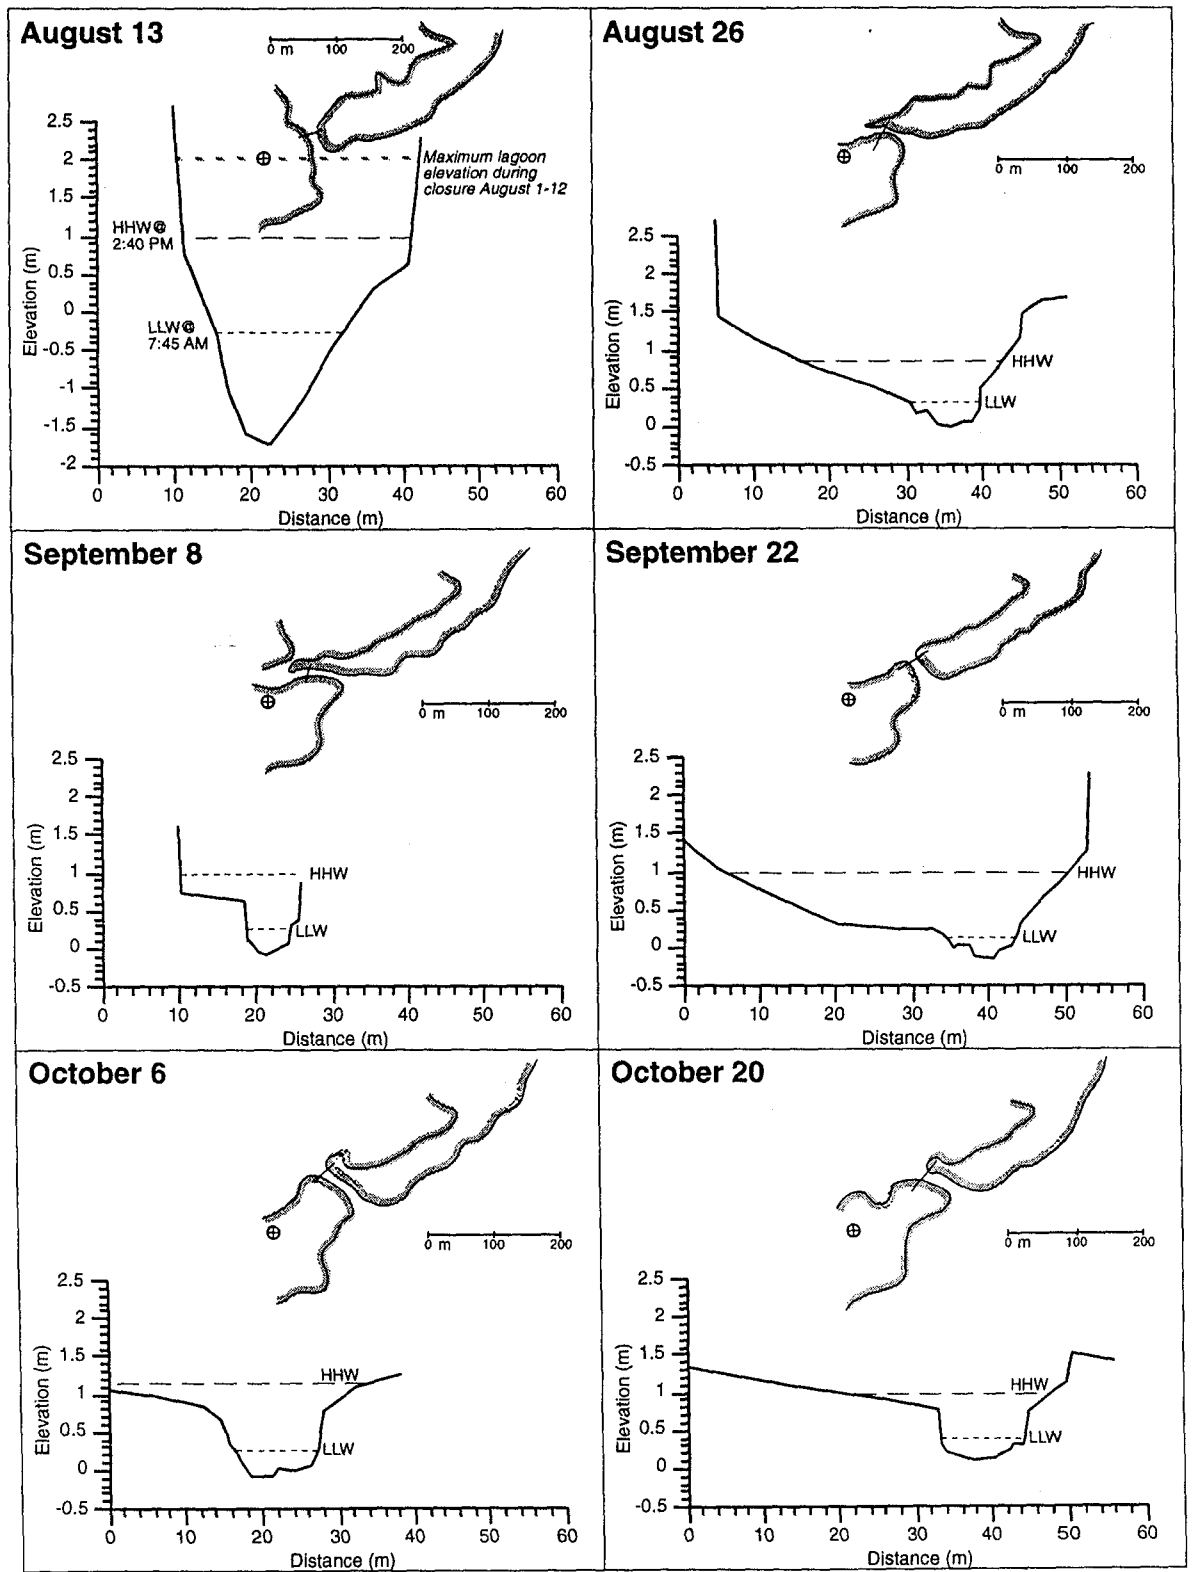 August 13
0 m 100 200
2.5
2
1.5
1
0.5
0
-0.5
-1
-1.5
-2
Elevation (m)
Maximum lagoon
elevation during
closure August 1-12
HHW@
2:40 PM
LLW@
7:45 AM
0 10 20 30 40 50 60
Distance (m)
August 26
0 m 100 200
2.5
2
1.5
1
0.5
0
-0.5
Elevation (m)
HHW
LLW
0 10 20 30 40 50 60
Distance (m)
September 8
0 m 100 200
2.5
2
1.5
1
0.5
0
-0.5
Elevation (m)
HHW
LLW
0 10 20 30 40 50 60
Distance (m)
September 22
0 m 100 200
2.5
2
1.5
1
0.5
0
-0.5
Elevation (m)
HHW
LLW
0 10 20 30 40 50 60
Distance (m)
October 6
0 m 100 200
2.5
2
1.5
1
0.5
0
-0.5
Elevation (m)
HHW
LLW
0 10 20 30 40 50 60
Distance (m)
October 20
0 m 100 200
2.5
2
1.5
1
0.5
0
-0.5
Elevation (m)
HHW
LLW
0 10 20 30 40 50 60
Distance (m)